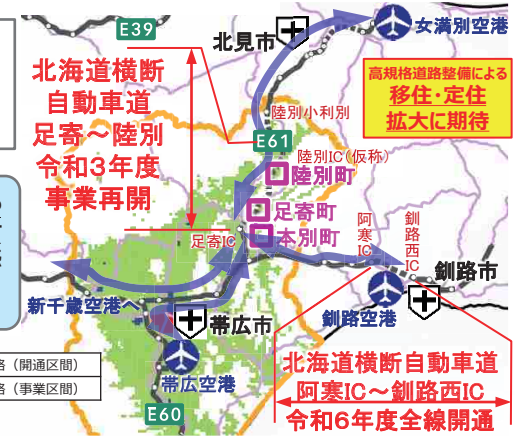 E39
北見市
女満別空港
北海道横断
自動車道
足寄～陸別
令和3年度
事業再開
高規格道路整備による
移住・定住
拡大に期待
陸別小利別
E61
陸別IC(仮称)
陸別町
足寄町
足寄IC
本別町
阿寒IC
釧路西IC
釧路市
新千歳空港へ
帯広市
釧路空港
帯広空港
路（開通区間）
路（事業区間）
E60
北海道横断自動車道
阿寒IC～釧路西IC
令和6年度全線開通